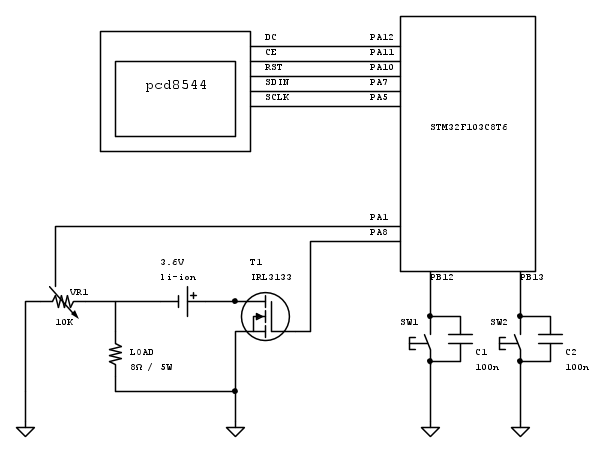 DC PA12
CE PA11
RST PA10
SDIN PA7
SCLK PA5
pcd8544
STM32F103C8T6
PA1
PA8
3.6V
li-ion
T1
IRL3133
PB12
PB13
VR1
10K
LOAD
8Ω / 5W
SW1
C1
100n
SW2
C2
100n